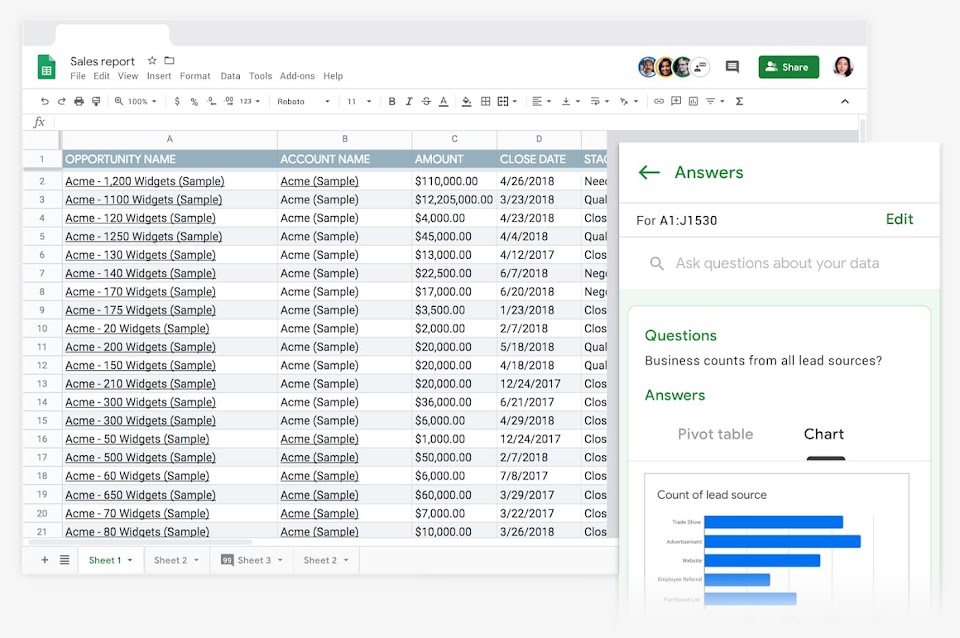 Sales report
File Edit View Insert Format Data Tools Add-ons Help
Share
100% $ % .0 .00 123 Roboto 11 B I S A Σ
fx
A B C D
1 OPPORTUNITY NAME ACCOUNT NAME AMOUNT CLOSE DATE STAG
2 Acme - 1,200 Widgets (Sample) Acme (Sample) $110,000.00 4/26/2018 Need
3 Acme - 1100 Widgets (Sample) Acme (Sample) $12,205,000.00 3/23/2018 Qual
4 Acme - 120 Widgets (Sample) Acme (Sample) $4,000.00 4/23/2018 Clos
5 Acme - 1250 Widgets (Sample) Acme (Sample) $45,000.00 4/4/2018 Qual
6 Acme - 130 Widgets (Sample) Acme (Sample) $13,000.00 4/12/2017 Clos
7 Acme - 140 Widgets (Sample) Acme (Sample) $22,500.00 6/7/2018 Nego
8 Acme - 170 Widgets (Sample) Acme (Sample) $17,000.00 6/20/2018 Nego
9 Acme - 175 Widgets (Sample) Acme (Sample) $3,500.00 1/23/2018 Clos
10 Acme - 20 Widgets (Sample) Acme (Sample) $2,000.00 2/7/2018 Clos
11 Acme - 200 Widgets (Sample) Acme (Sample) $20,000.00 5/18/2018 Qual
12 Acme - 150 Widgets (Sample) Acme (Sample) $20,000.00 4/18/2018 Qual
13 Acme - 210 Widgets (Sample) Acme (Sample) $20,000.00 12/24/2017 Clos
14 Acme - 300 Widgets (Sample) Acme (Sample) $36,000.00 6/21/2017 Clos
15 Acme - 300 Widgets (Sample) Acme (Sample) $6,000.00 4/29/2018 Clos
16 Acme - 50 Widgets (Sample) Acme (Sample) $1,000.00 12/24/2017 Clos
17 Acme - 500 Widgets (Sample) Acme (Sample) $50,000.00 2/7/2018 Clos
18 Acme - 60 Widgets (Sample) Acme (Sample) $6,000.00 7/8/2017 Clos
19 Acme - 650 Widgets (Sample) Acme (Sample) $60,000.00 3/29/2017 Clos
20 Acme - 70 Widgets (Sample) Acme (Sample) $7,000.00 3/22/2017 Clos
21 Acme - 80 Widgets (Sample) Acme (Sample) $10,000.00 3/26/2018 Clos
Sheet 1 Sheet 2 Sheet 3 Sheet 2
Answers
For A1:J1530 Edit
Ask questions about your data
Questions
Business counts from all lead sources?
Answers
Pivot table Chart
Count of lead source
Trade Show
Advertisement
Website
Employee Referral
Purchased List